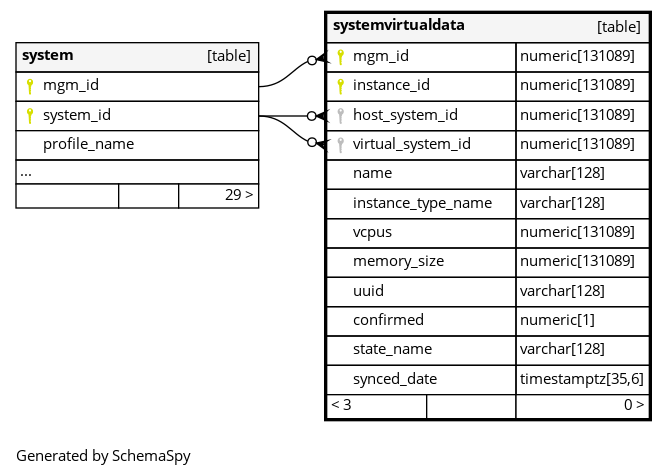 system [table]
mgm_id
system_id
profile_name
...
29 >
systemvirtualdata [table]
mgm_id numeric[131089]
instance_id numeric[131089]
host_system_id numeric[131089]
virtual_system_id numeric[131089]
name varchar[128]
instance_type_name varchar[128]
vcpus numeric[131089]
memory_size numeric[131089]
uuid varchar[128]
confirmed numeric[1]
state_name varchar[128]
synced_date timestamptz[35,6]
< 3 0 >
Generated by SchemaSpy